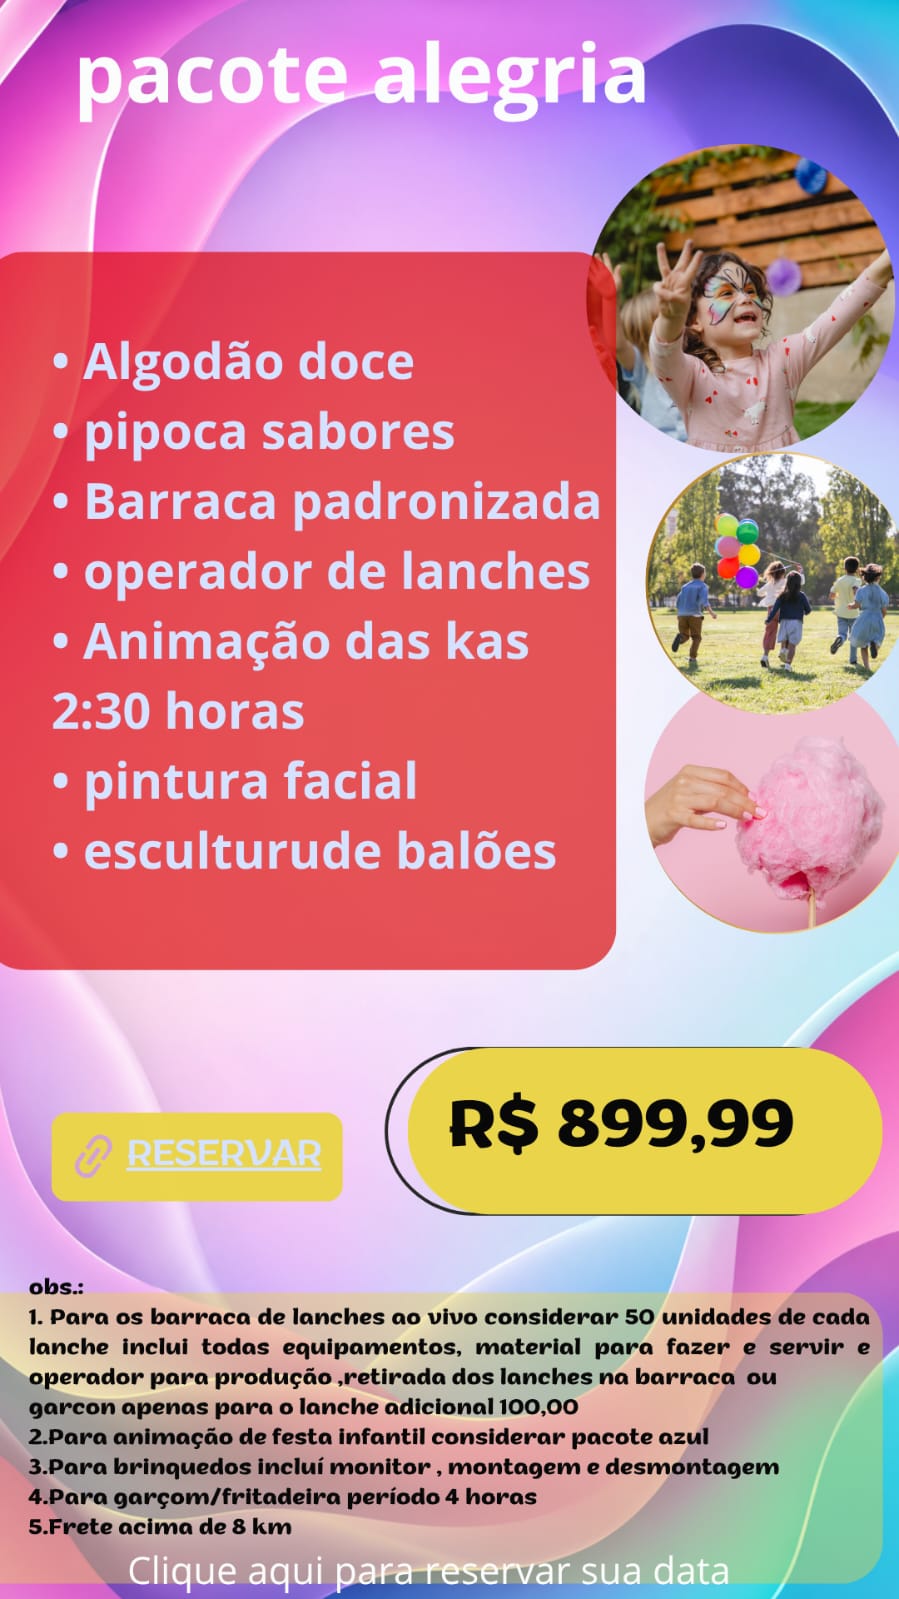 pacote alegria
• Algodão doce
• pipoca sabores
• Barraca padronizada
• operador de lanches
• Animação das kas
2:30 horas
• pintura facial
• esculturude balões
R$ 899,99
RESERVAR
obs.:
1. Para os barraca de lanches ao vivo considerar 50 unidades de cada
lanche inclui todas equipamentos, material para fazer e servir e
operador para produção ,retirada dos lanches na barraca ou
garcon apenas para o lanche adicional 100,00
2.Para animação de festa infantil considerar pacote azul
3.Para brinquedos incluí monitor , montagem e desmontagem
4.Para garçom/fritadeira período 4 horas
5.Frete acima de 8 km
Clique aqui para reservar sua data